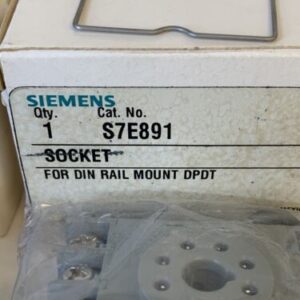 SIEMENS
Qty. Cat. No.
1 S7E891
SOCKET
FOR DIN RAIL MOUNT DPDT